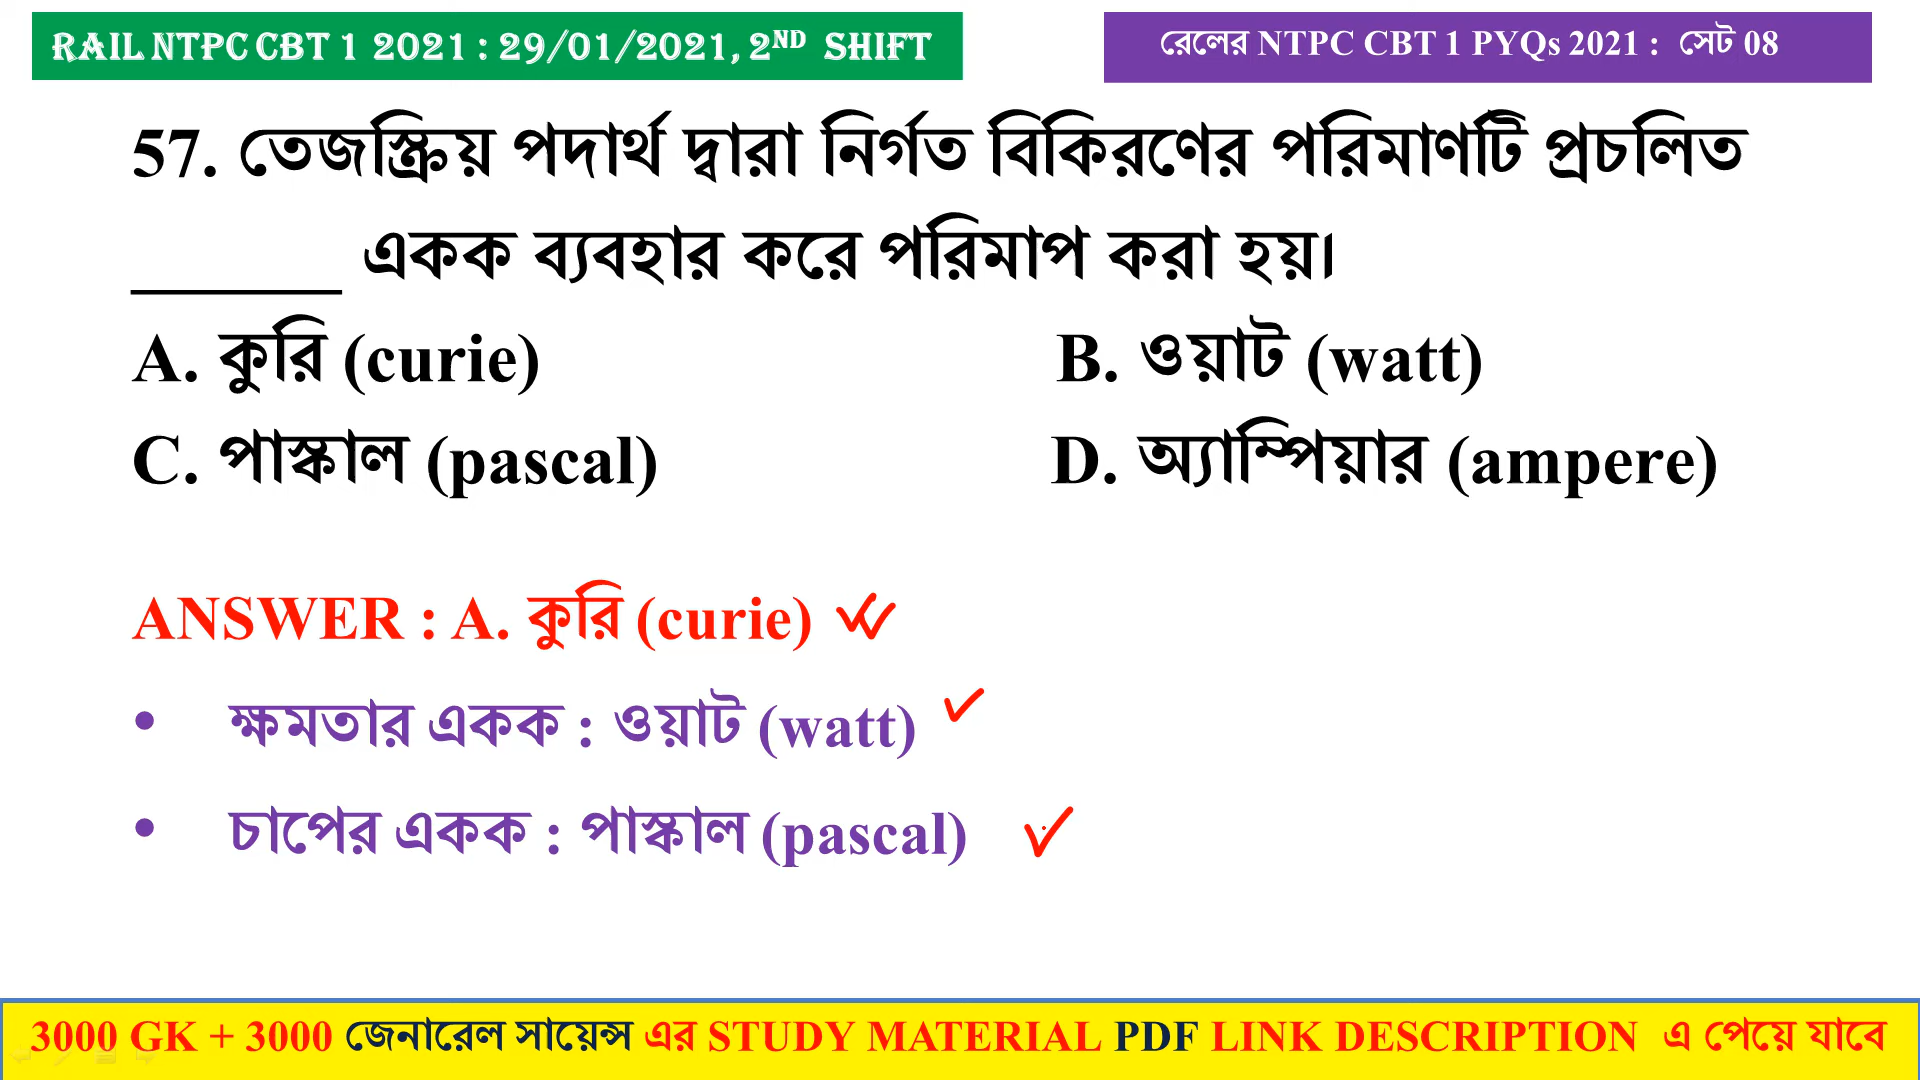 RAIL NTPC CBT 1 2021 : 29/01/2021, 2ND SHIFT
রেলের NTPC CBT 1 PYQs 2021 : সেট 08
57. তেজস্ক্রিয় পদার্থ দ্বারা নির্গত বিকিরণের পরিমাণটি প্রচলিত
______ একক ব্যবহার করে পরিমাপ করা হয়।
A. কুরি (curie) B. ওয়াট (watt)
C. পাস্কাল (pascal) D. অ্যাম্পিয়ার (ampere)
ANSWER : A. কুরি (curie)
• ক্ষমতার একক : ওয়াট (watt)
• চাপের একক : পাস্কাল (pascal)
3000 GK + 3000 জেনারেল সায়েন্স এর STUDY MATERIAL PDF LINK DESCRIPTION এ পেয়ে যাবে